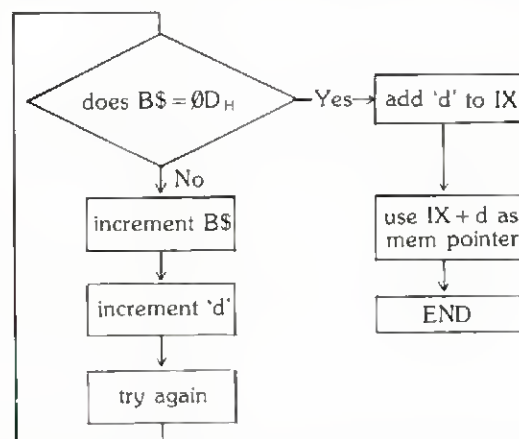 does B$ = ØD H
Yes
add 'd' to IX
No
increment B$
use IX + d as
mem pointer
increment 'd'
END
try again